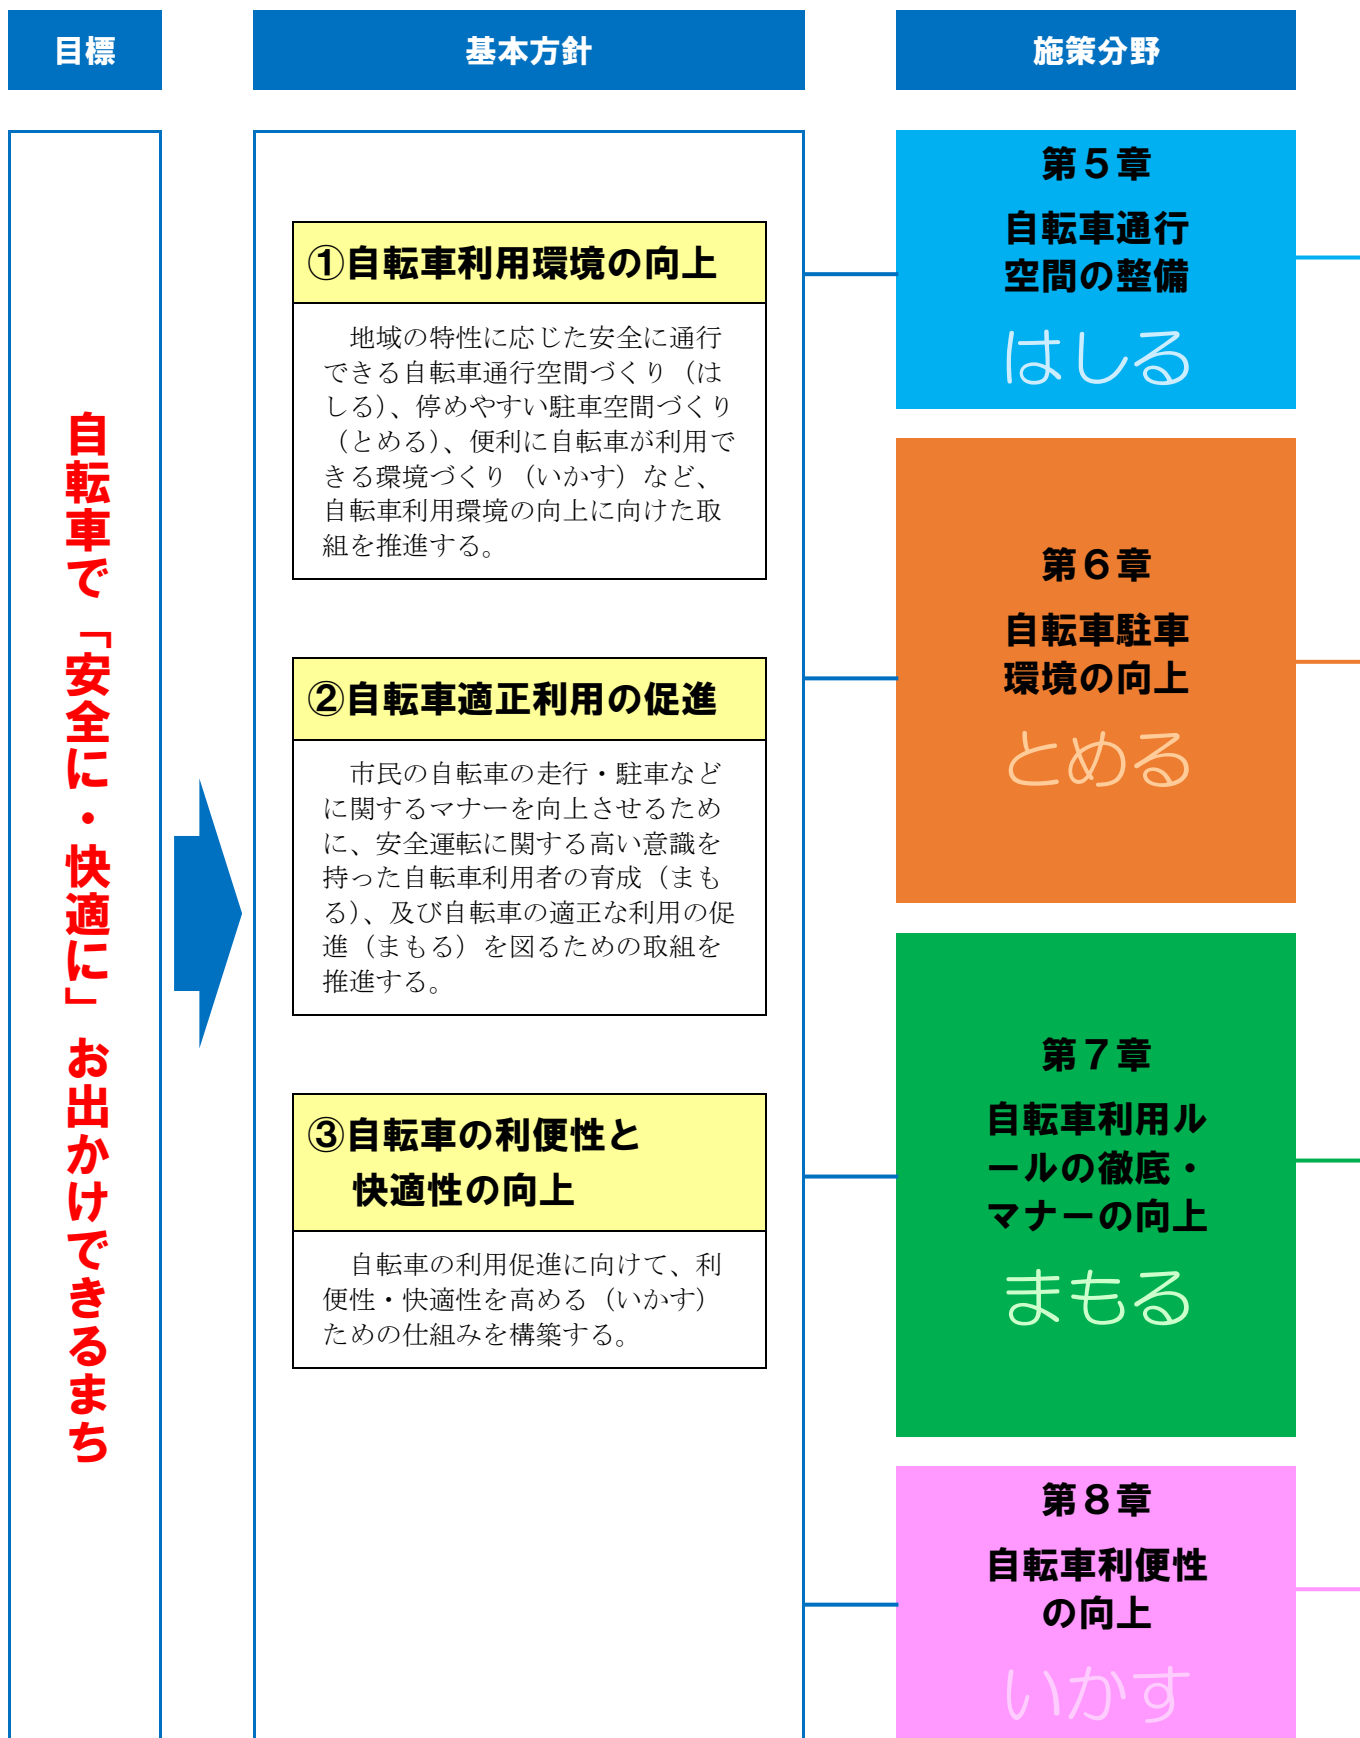 目標
基本方針
施策分野
自転車で「安全に・快適に」お出かけできるまち
①自転車利用環境の向上
地域の特性に応じた安全に通行
できる自転車通行空間づくり（は
しる）、停めやすい駐車空間づくり
（とめる）、便利に自転車が利用で
きる環境づくり（いかす）など、
自転車利用環境の向上に向けた取
組を推進する。
②自転車適正利用の促進
市民の自転車の走行・駐車など
に関するマナーを向上させるため
に、安全運転に関する高い意識を
持った自転車利用者の育成（まも
る）、及び自転車の適正な利用の促
進（まもる）を図るための取組を
推進する。
③自転車の利便性と
快適性の向上
自転車の利用促進に向けて、利
便性・快適性を高める（いかす）
ための仕組みを構築する。
第５章
自転車通行
空間の整備
はしる
第６章
自転車駐車
環境の向上
とめる
第７章
自転車利用ル
ールの徹底・
マナーの向上
まもる
第８章
自転車利便性
の向上
いかす